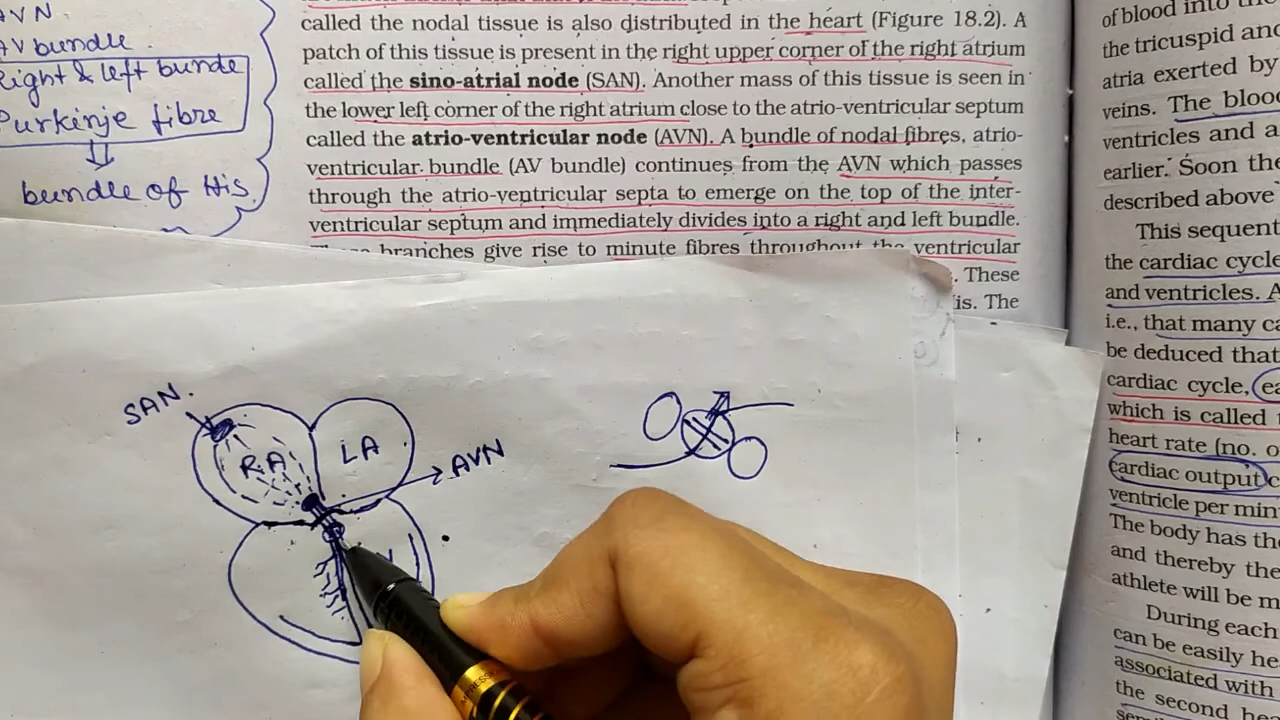 AVN
AV bundle.
Right & left bunde
Purkinje fibre
bundle of His.
called the nodal tissue is also distributed in the heart (Figure 18.2). A
patch of this tissue is present in the right upper corner of the right atrium
called the sino-atrial node (SAN). Another mass of this tissue is seen in
the lower left corner of the right atrium close to the atrio-ventricular septum
called the atrio-ventricular node (AVN). A bundle of nodal fibres, atrio-
ventricular bundle (AV bundle) continues from the AVN which passes
through the atrio-ventricular septa to emerge on the top of the inter-
ventricular septum and immediately divides into a right and left bundle.
branches give rise to minute fibres throughout the ventricular
. These
is. The
of blood into the
the tricuspid and
atria exerted by
veins. The blood
ventricles and a
earlier. Soon the
described above
This sequent
the cardiac cycle
and ventricles. A
i.e., that many ca
be deduced that
cardiac cycle, ea
which is called
heart rate (no. o
cardiac output) c
ventricle per min
The body has the
and thereby the
athlete will be m
During each
can be easily he
associated with
the second he
SAN.
RA
LA
AVN